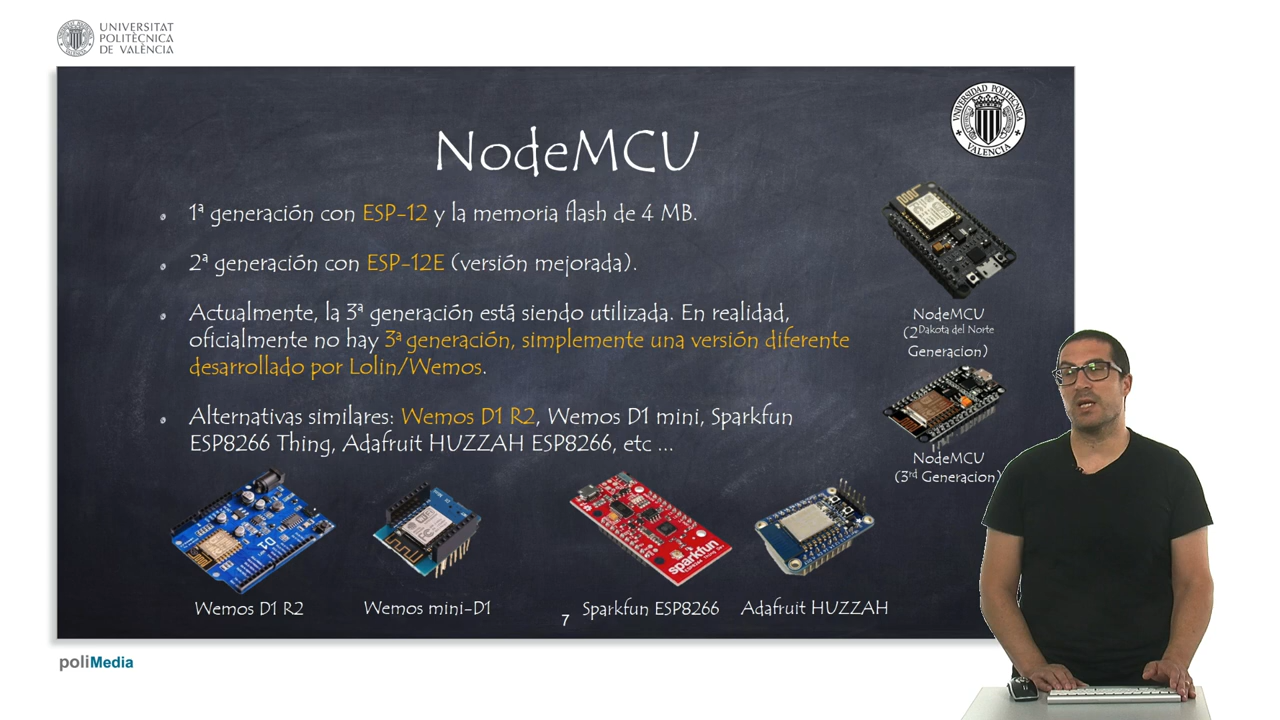 UNIVERSITAT
POLITÈCNICA
DE VALÈNCIA
UNIVERSIDAD POLITECNICA
VALENCIA
NodeMCU
1ª generación con ESP-12 y la memoria flash de 4 MB.
2ª generación con ESP-12E (versión mejorada).
Actualmente, la 3ª generación está siendo utilizada. En realidad,
oficialmente no hay 3ª generación, simplemente una versión diferente
desarrollado por Lolin/Wemos.
Alternativas similares: Wemos D1 R2, Wemos D1 mini, Sparkfun
ESP8266 Thing, Adafruit HUZZAH ESP8266, etc ...
NodeMCU
(2Dakota del Norte
Generacion)
NodeMCU
(3rd Generacion)
sparkfun
Wemos D1 R2
Wemos mini-D1
Sparkfun ESP8266
Adafruit HUZZAH
7
poliMedia